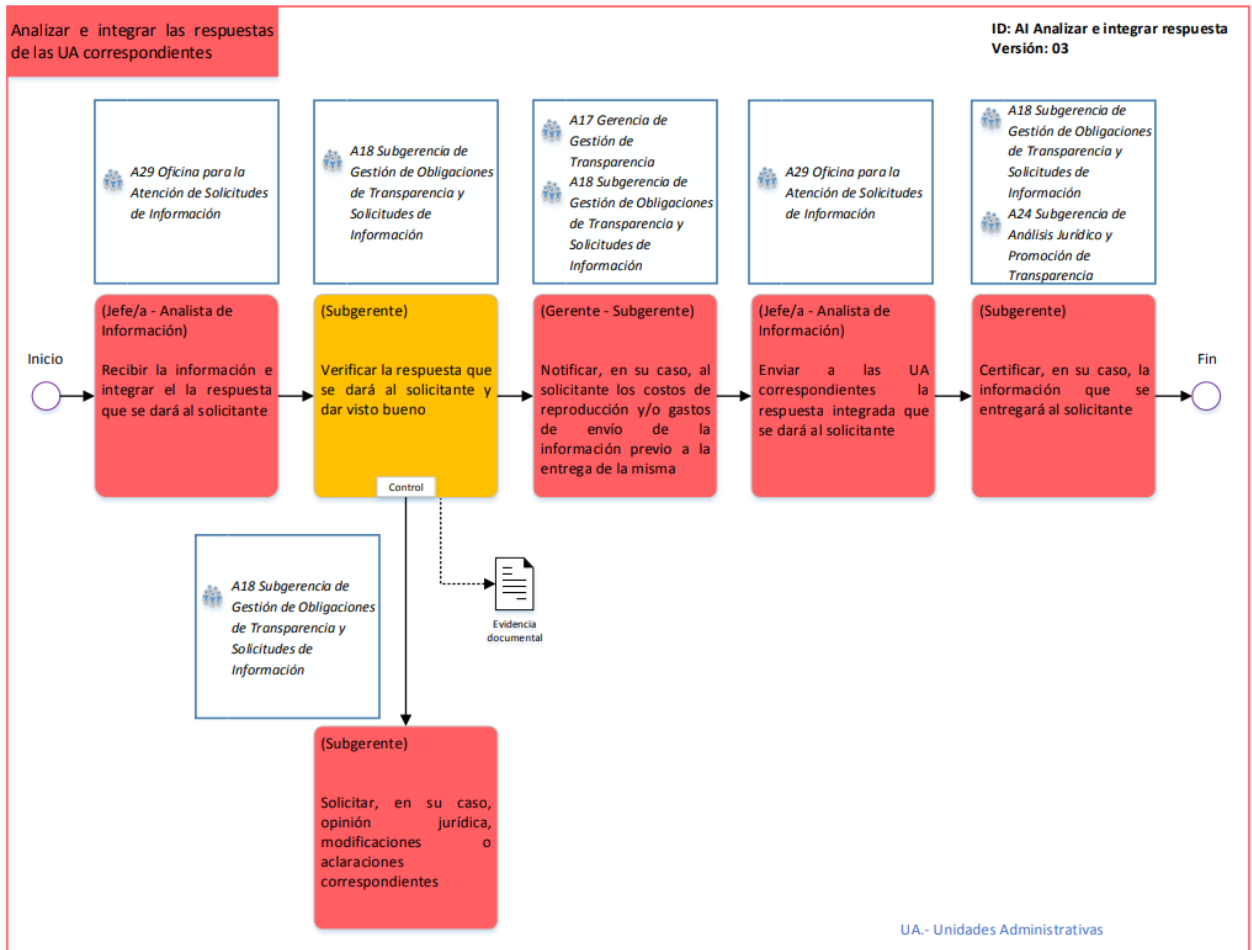 Analizar e integrar las respuestas
de las UA correspondientes
ID: AI Analizar e integrar respuesta
Versión: 03
A29 Oficina para la
Atención de Solicitudes
de Información
A18 Subgerencia de
Gestión de Obligaciones
de Transparencia y
Solicitudes de
Información
A17 Gerencia de
Gestión de
Transparencia
A18 Subgerencia de
Gestión de Obligaciones
de Transparencia y
Solicitudes de
Información
A29 Oficina para la
Atención de Solicitudes
de Información
A18 Subgerencia de
Gestión de Obligaciones
de Transparencia y
Solicitudes de
Información
A24 Subgerencia de
Análisis Jurídico y
Promoción de
Transparencia
Inicio
(Jefe/a - Analista de
Información)
Recibir la información e
integrar el la respuesta
que se dará al solicitante
(Subgerente)
Verificar la respuesta que
se dará al solicitante y
dar visto bueno
Control
(Gerente - Subgerente)
Notificar, en su caso, al
solicitante los costos de
reproducción y/o gastos
de envío de la
información previo a la
entrega de la misma
(Jefe/a - Analista de
Información)
Enviar a las UA
correspondientes la
respuesta integrada que
se dará al solicitante
(Subgerente)
Certificar, en su caso, la
información que se
entregará al solicitante
Fin
A18 Subgerencia de
Gestión de Obligaciones
de Transparencia y
Solicitudes de
Información
Evidencia
documental
(Subgerente)
Solicitar, en su caso,
opinión jurídica,
modificaciones o
aclaraciones
correspondientes
UA.- Unidades Administrativas